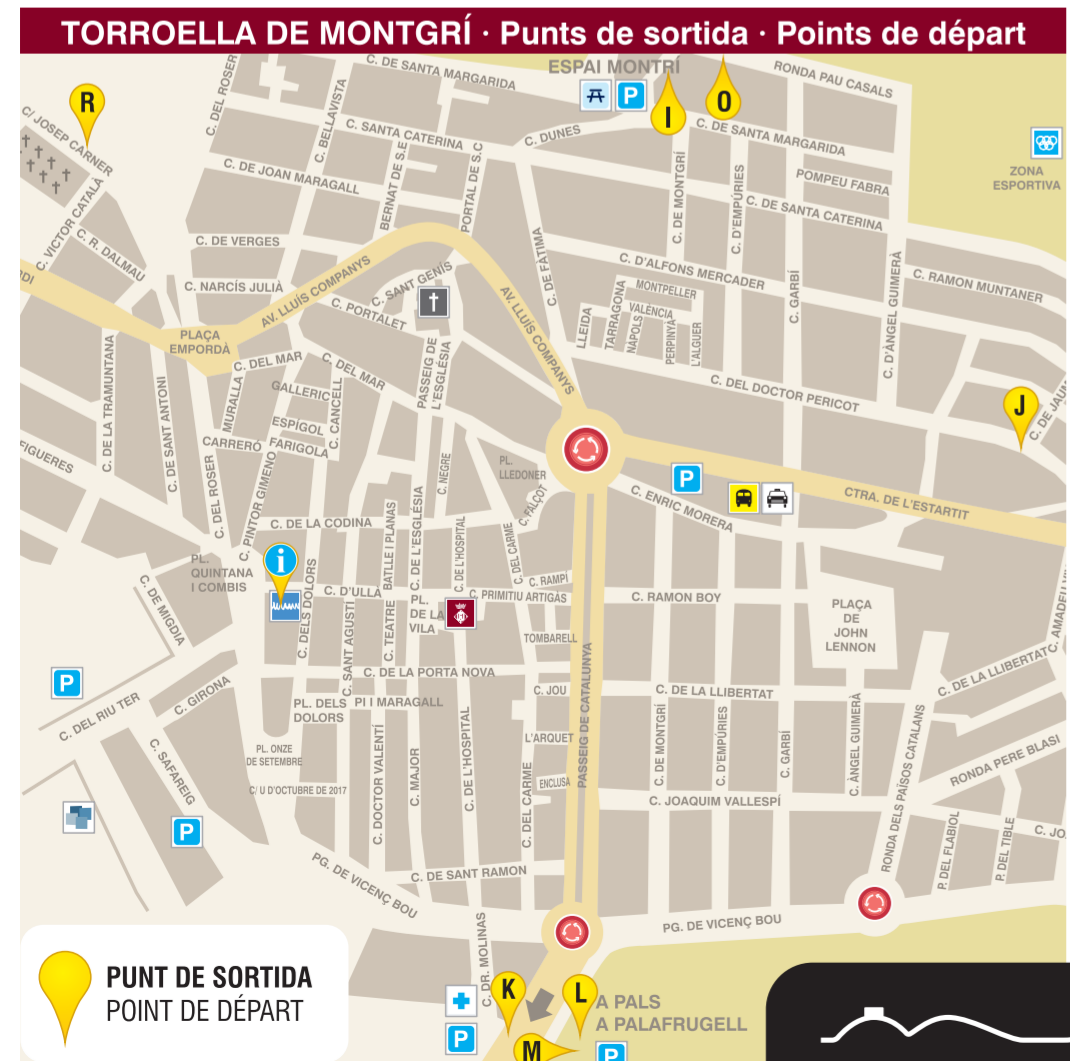 TORROELLA DE MONTGRÍ · Punts de sortida · Points de départ
C. DEL ROSER
C. DE SANTA MARGARIDA
ESPAI MONTRÍ
RONDA PAU CASALS
R
P
I
O
C/ JOSEP CARNER
C. BELLAVISTA
C. SANTA CATERINA
C. DUNES
C. DE SANTA MARGARIDA
ZONA
ESPORTIVA
C. DE JOAN MARAGALL
BERNAT DE S.E
PORTAL DE S.C
C. DE MONTGRÍ
C. D'EMPÚRIES
POMPEU FABRA
C. DE SANTA CATERINA
C. VICTOR CATALÀ
C. R. DALMAU
C. DE VERGES
C. DE FÀTIMA
C. D'ALFONS MERCADER
C. GARBÍ
C. D'ÀNGEL GUIMERÀ
C. RAMON MUNTANER
C. NARCÍS JULIÀ
AV. LLUÍS COMPANYS
C. SANT GENÍS
C. PORTALET
AV. LLUÍS COMPANYS
LLEIDA
TARRAGONA
MONTPELLER
NÀPOLS
VALÈNCIA
PERPINYÀ
L'ALGUER
PLAÇA
EMPORDÀ
C. DEL MAR
C. DEL MAR
PASSEIG DE
L'ESGLÉSIA
C. DEL DOCTOR PERICOT
J
C. DE JAUM
C. DE LA TRAMUNTANA
C. DE SANT ANTONI
MURALLA
GALLERIC
C. CANCELL
ESPÍGOL
CARRERÓ
FARIGOLA
FIGUERES
C. DEL ROSER
C. PINTOR GIMENO
C. NEGRE
PL.
LLEDONER
C. FALÇOT
P
C. ENRIC MORERA
CTRA. DE L'ESTARTIT
C. DE LA CODINA
BATLLE I PLANAS
C. DE L'ESGLÉSIA
C. DE L'HOSPITAL
C. DEL CARME
PL.
QUINTANA
I COMBIS
i
C. DE MIGDIA
C. DELS DOLORS
C. D'ULLÀ
C. SANT AGUSTÍ
C. TEATRE
PL.
DE LA
VILA
C. RAMPÍ
C. PRIMITIU ARTIGAS
C. RAMON BOY
PLAÇA
DE
JOHN
LENNON
C. AMADEU
TOMBARELL
P
C. DEL RIU TER
C. GIRONA
C. DE LA PORTA NOVA
PASSEIG DE CATALUNYA
C. JOU
C. DE LA LLIBERTAT
C. DE LA LLIBERTAT
PL. DELS
DOLORS
PI I MARAGALL
C. SAFAREIG
PL. ONZE
DE SETEMBRE
C/ U D'OCTUBRE DE 2017
C. DOCTOR VALENTÍ
C. MAJOR
C. DE L'HOSPITAL
C. DEL CARME
L'ARQUET
ENCLUSA
C. DE MONTGRÍ
C. D'EMPÚRIES
C. GARBÍ
C. ÀNGEL GUIMERÀ
RONDA DELS PAÏSOS CATALANS
RONDA PERE BLASI
C. JOAQUIM VALLESPÍ
C. JO
P
P. DEL FLABIOL
P. DEL TIBLE
PG. DE VICENÇ BOU
C. DE SANT RAMON
PG. DE VICENÇ BOU
C. DR. MOLINAS
PUNT DE SORTIDA
POINT DE DÉPART
K
L
A PALS
A PALAFRUGELL
P
M
P